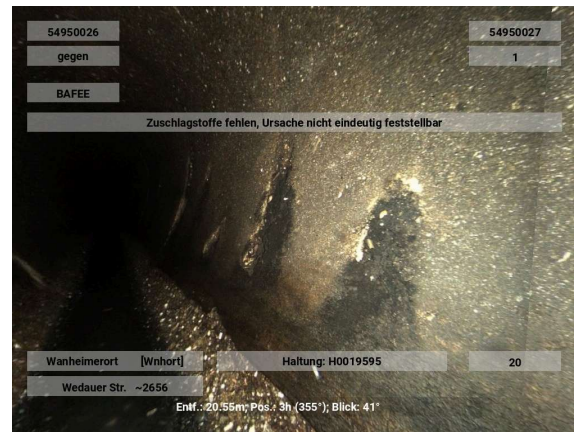 54950026 54950027
gegen 1
BAFEE
Zuschlagstoffe fehlen, Ursache nicht eindeutig feststellbar
Wanheimerort [Wnhort] Haltung: H0019595 20
Wedauer Str. ~2656
Entf.: 20.55m; Pos.: 3h (355°); Blick: 41°